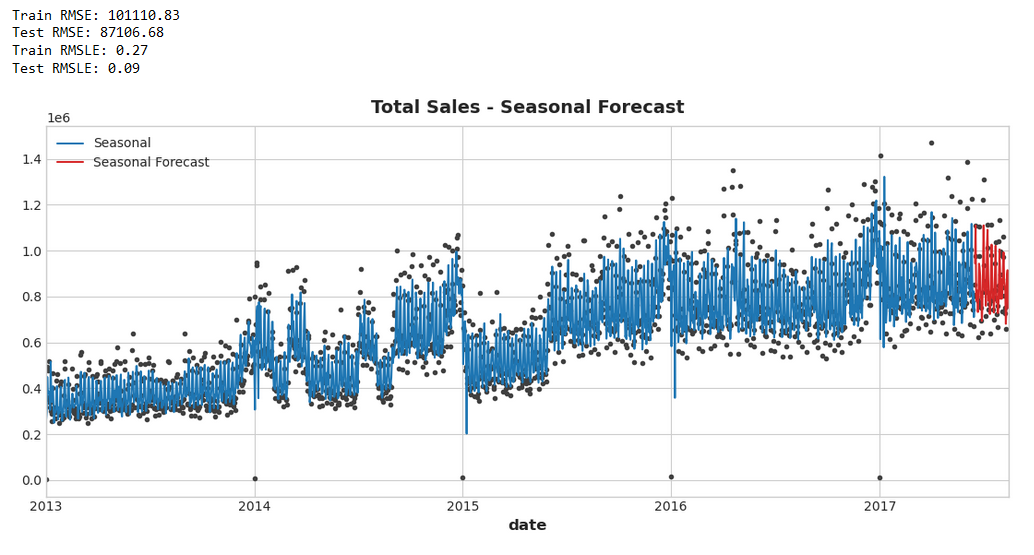 Train RMSE: 101110.83
Test RMSE: 87106.68
Train RMSLE: 0.27
Test RMSLE: 0.09
Total Sales - Seasonal Forecast
1e6
Seasonal
Seasonal Forecast
1.4
1.2
1.0
0.8
0.6
0.4
0.2
0.0
2013 2014 2015 2016 2017
date